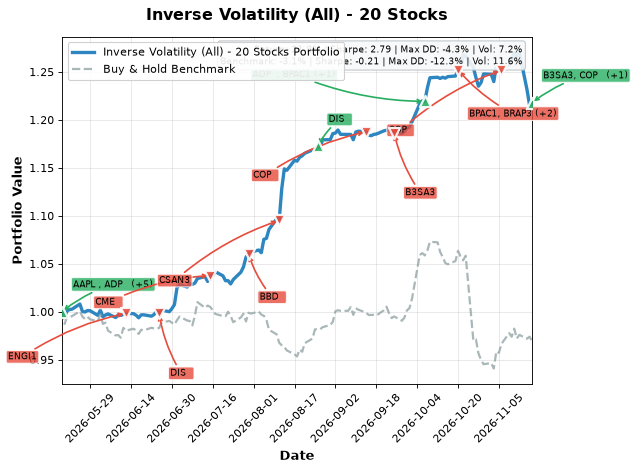 Inverse Volatility (All) - 20 Stocks
Inverse Volatility (All) - 20 Stocks Portfolio
Buy & Hold Benchmark
Sharpe: 2.79 | Max DD: -4.3% | Vol: 7.2%
Benchmark: -3.1% | Sharpe: -0.21 | Max DD: -12.3% | Vol: 11.6%
B3SA3, COP (+1)
BPAC1, BRAP3 (+2)
DIS
COP
B3SA3
COP
AAPL, ADP (+5)
CSAN3
CME
BBD
ENGI1
DIS
Portfolio Value
1.25
1.20
1.15
1.10
1.05
1.00
2026-05-29
2026-06-14
2026-06-30
2026-07-16
2026-08-01
2026-08-17
2026-09-02
2026-09-18
2026-10-04
2026-10-20
2026-11-05
Date